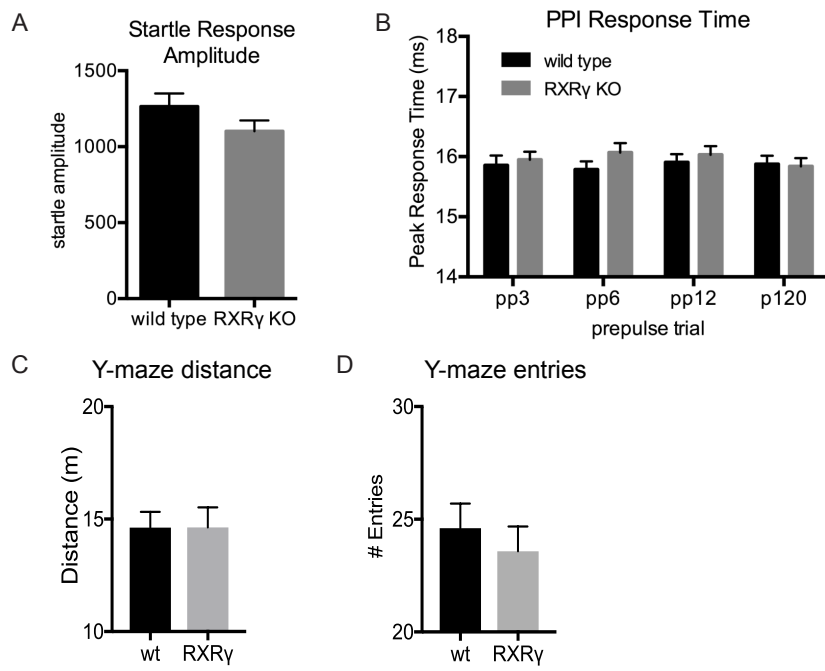 A
Startle Response
Amplitude
startle amplitude
1500
1000
500
0
wild type RXRγ KO
B
PPI Response Time
wild type
RXRγ KO
Peak Response Time (ms)
18
17
16
15
14
pp3 pp6 pp12 p120
prepulse trial
C
Y-maze distance
Distance (m)
20
15
10
wt RXRγ
D
Y-maze entries
# Entries
30
25
20
wt RXRγ